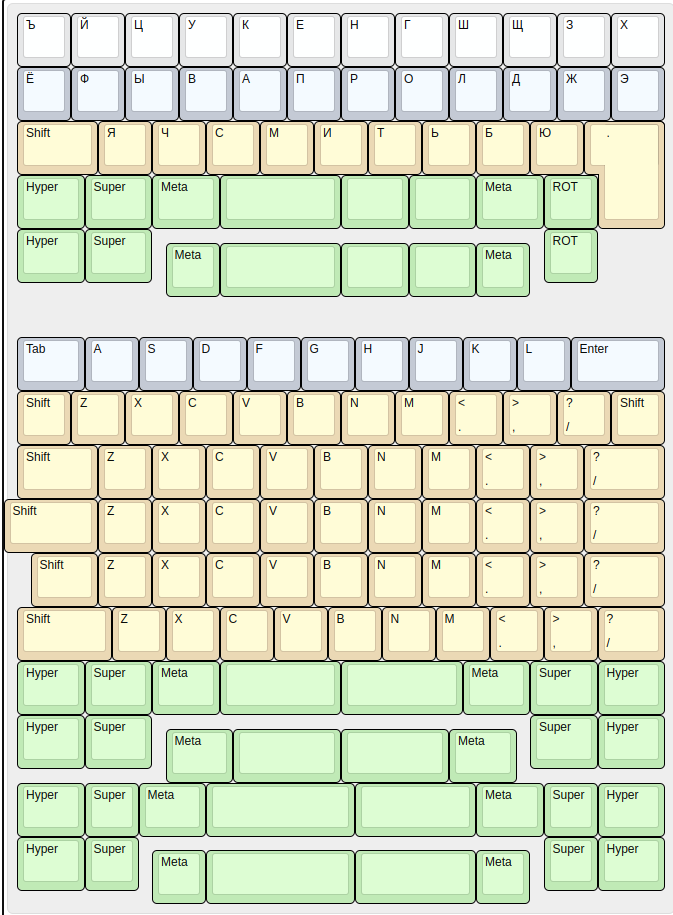 Ъ Й Ц У К Е Н Г Ш Щ З Х
Ё Ф Ы В А П Р О Л Д Ж Э
Shift Я Ч С М И Т Ь Б Ю .
Hyper Super Meta Meta ROT
Hyper Super ROT
Meta Meta
Tab A S D F G H J K L Enter
Shift Z X C V B N M < > ? Shift
. , /
Shift Z X C V B N M < > ?
. , /
Shift Z X C V B N M < > ?
. , /
Shift Z X C V B N M < > ?
. , /
Shift Z X C V B N M < > ?
. , /
Hyper Super Meta Meta Super Hyper
Hyper Super Super Hyper
Meta Meta
Hyper Super Meta Meta Super Hyper
Hyper Super Super Hyper
Meta Meta